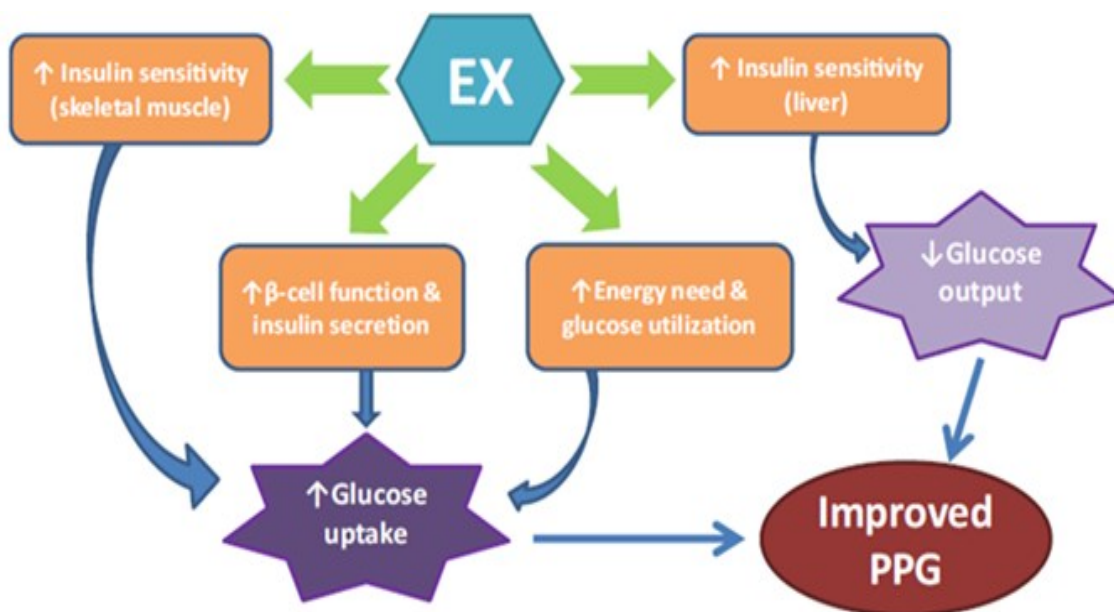 ↑ Insulin sensitivity
(skeletal muscle)
EX
↑ Insulin sensitivity
(liver)
↑β-cell function &
insulin secretion
↑Energy need &
glucose utilization
↓Glucose
output
↑Glucose
uptake
Improved
PPG